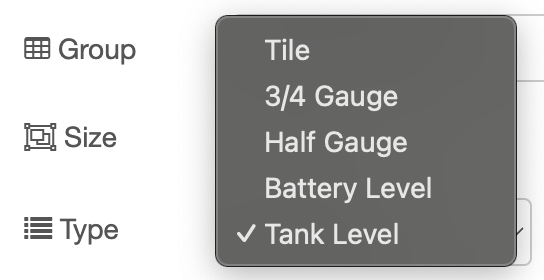 Group
Size
Type
Tile
3/4 Gauge
Half Gauge
Battery Level
✓ Tank Level